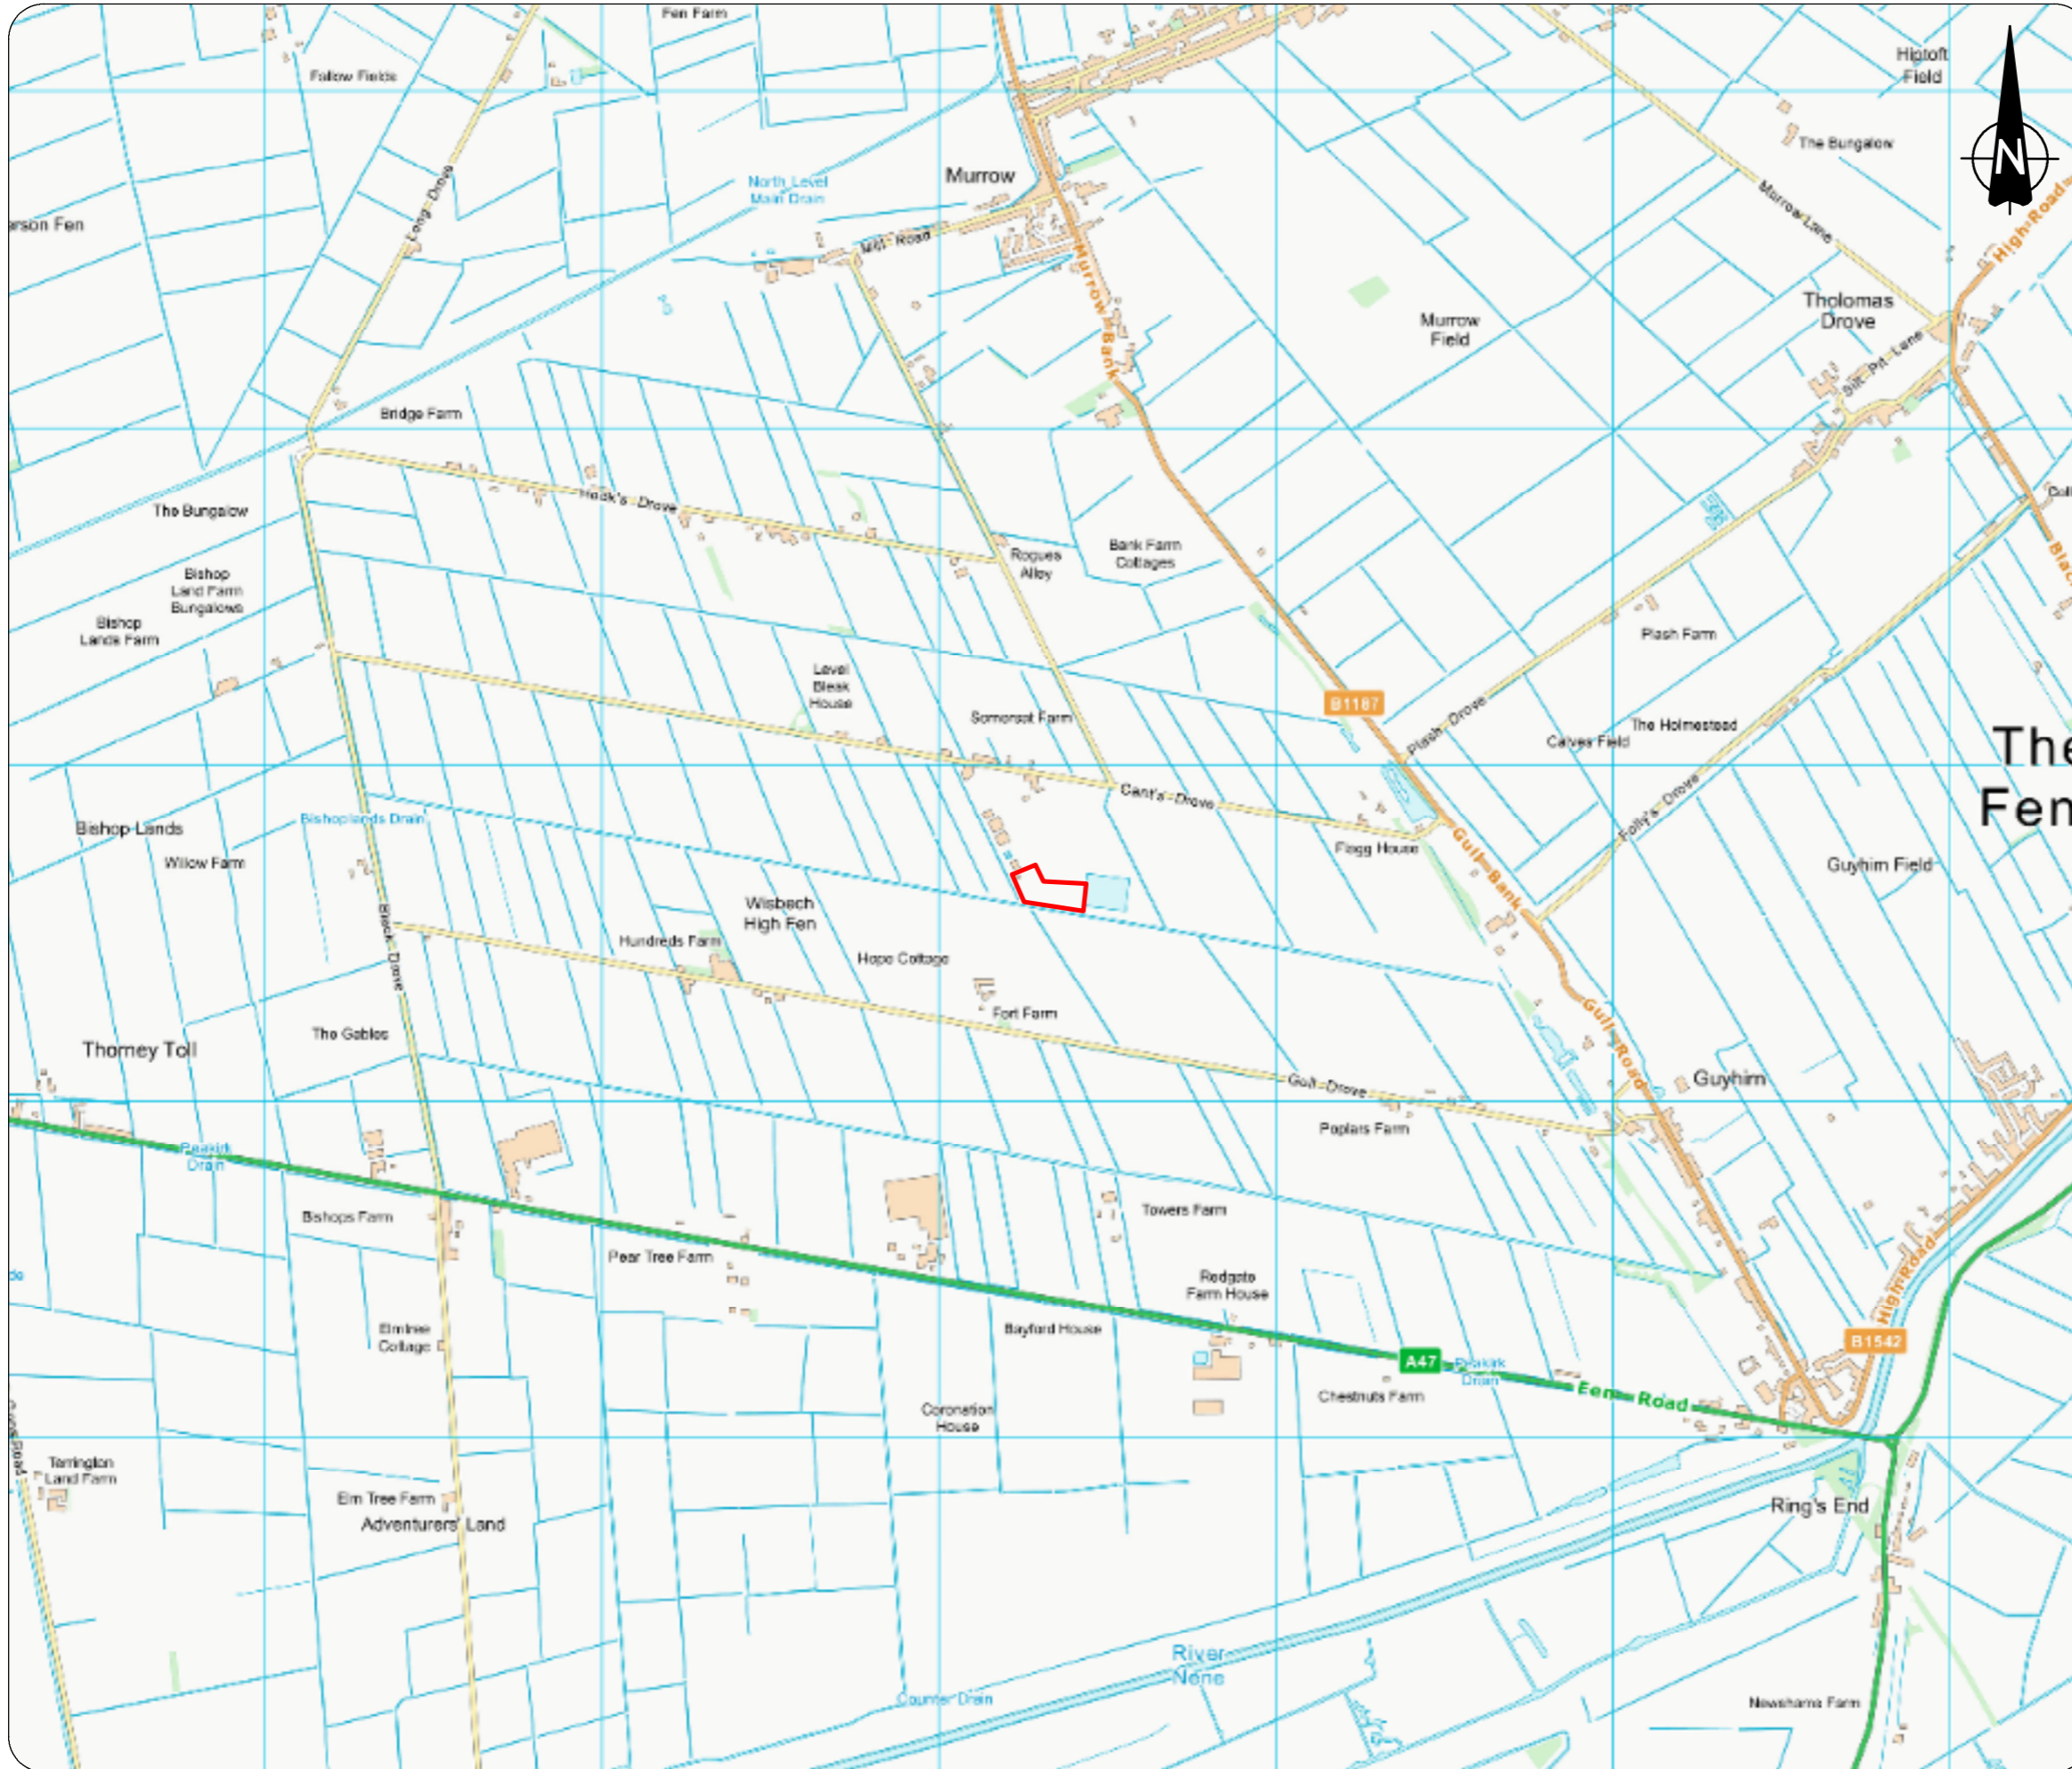 Fen Farm
Fallow Fields
Hiptoft
Field
The Bungalow
N
High Road
Murrow Lane
Long Drove
North Level
Main Drain
Murrow
Mill Road
Murrow Bank
Murrow
Field
Tholomas
Drove
Silt Pit Lane
Bridge Farm
The Bungalow
Hook's Drove
Rogues
Alley
Bank Farm
Cottages
Bishop
Land Farm
Bungalows
Bishop
Lands Farm
Plash Farm
Level
Bleak
House
Somerset Farm
B1187
Plash Drove
The Holmestead
Calves Field
The
Fen
Cant's Drove
Folly's Drove
Bishop Lands
Bishoplands Drain
Willow Farm
Flagg House
Gull Bank
Guyhirn Field
Wisbech
High Fen
Black Drove
Hundreds Farm
Hope Cottage
Fort Farm
The Gables
Thorney Toll
Gull Road
Guyhirn
Gull Drove
Poplars Farm
Peakirk
Drain
Bishops Farm
Towers Farm
Pear Tree Farm
Redgate
Farm House
High Road
Elmtree
Cottage
Bayford House
B1542
A47
Peakirk
Drain
Fen Road
Chestnuts Farm
Coronation
House
Terrington
Land Farm
Elm Tree Farm
Adventurers' Land
Ring's End
River
Nene
Counter Drain
Newshams Farm